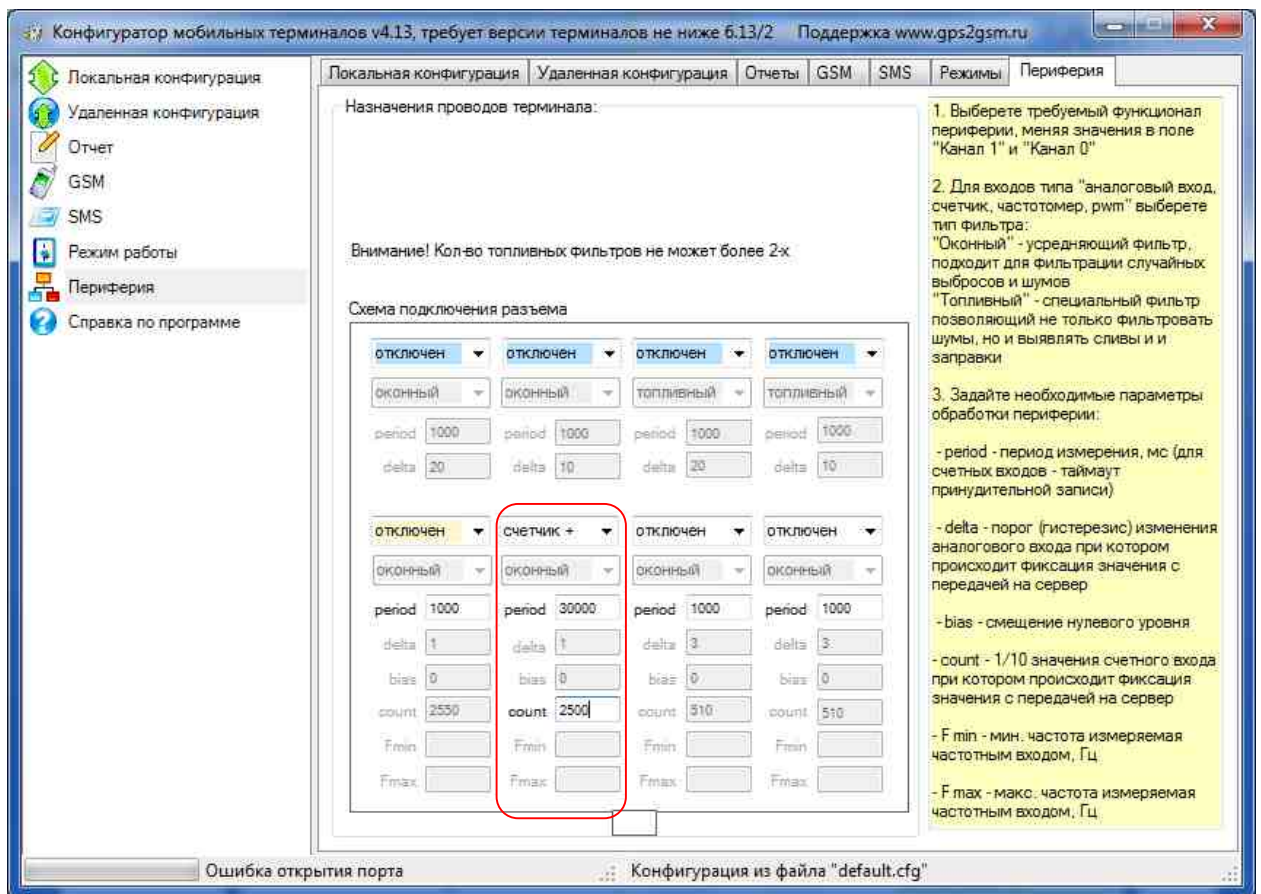 Конфигуратор мобильных терминалов v4.13, требует версии терминалов не ниже 6.13/2 Поддержка www.gps2gsm.ru
Локальная конфигурация
Удаленная конфигурация
Отчет
GSM
SMS
Режим работы
Периферия
Справка по программе
Локальная конфигурация Удаленная конфигурация Отчеты GSM SMS Режимы Периферия
Назначения проводов терминала:
Внимание! Кол-во топливных фильтров не может более 2-х
Схема подключения разъема
отключен отключен отключен отключен
оконный оконный топливный топливный
period 1000 period 1000 period 1000 period 1000
delta 20 delta 10 delta 20 delta 10
отключен счетчик + отключен отключен
оконный оконный оконный оконный
period 1000 period 30000 period 1000 period 1000
delta 1 delta 1 delta 3 delta 3
bias 0 bias 0 bias 0 bias 0
count 2550 count 2500 count 510 count 510
Fmin Fmin Fmin Fmin
Fmax Fmax Fmax Fmax
1. Выберете требуемый функционал
периферии, меняя значения в поле
"Канал 1" и "Канал 0"
2. Для входов типа "аналоговый вход,
счетчик, частотомер, pwm" выберете
тип фильтра:
"Оконный" - усредняющий фильтр,
подходит для фильтрации случайных
выбросов и шумов
"Топливный" - специальный фильтр
позволяющий не только фильтровать
шумы, но и выявлять сливы и и
заправки
3. Задайте необходимые параметры
обработки периферии:
- period - период измерения, мс (для
счетных входов - таймаут
принудительной записи)
- delta - порог (гистерезис) изменения
аналогового входа при котором
происходит фиксация значения с
передачей на сервер
- bias - смещение нулевого уровня
- count - 1/10 значения счетного входа
при котором происходит фиксация
значения с передачей на сервер
- F min - мин. частота измеряемая
частотным входом, Гц
- F max - макс. частота измеряемая
частотным входом, Гц
Ошибка открытия порта Конфигурация из файла "default.cfg"